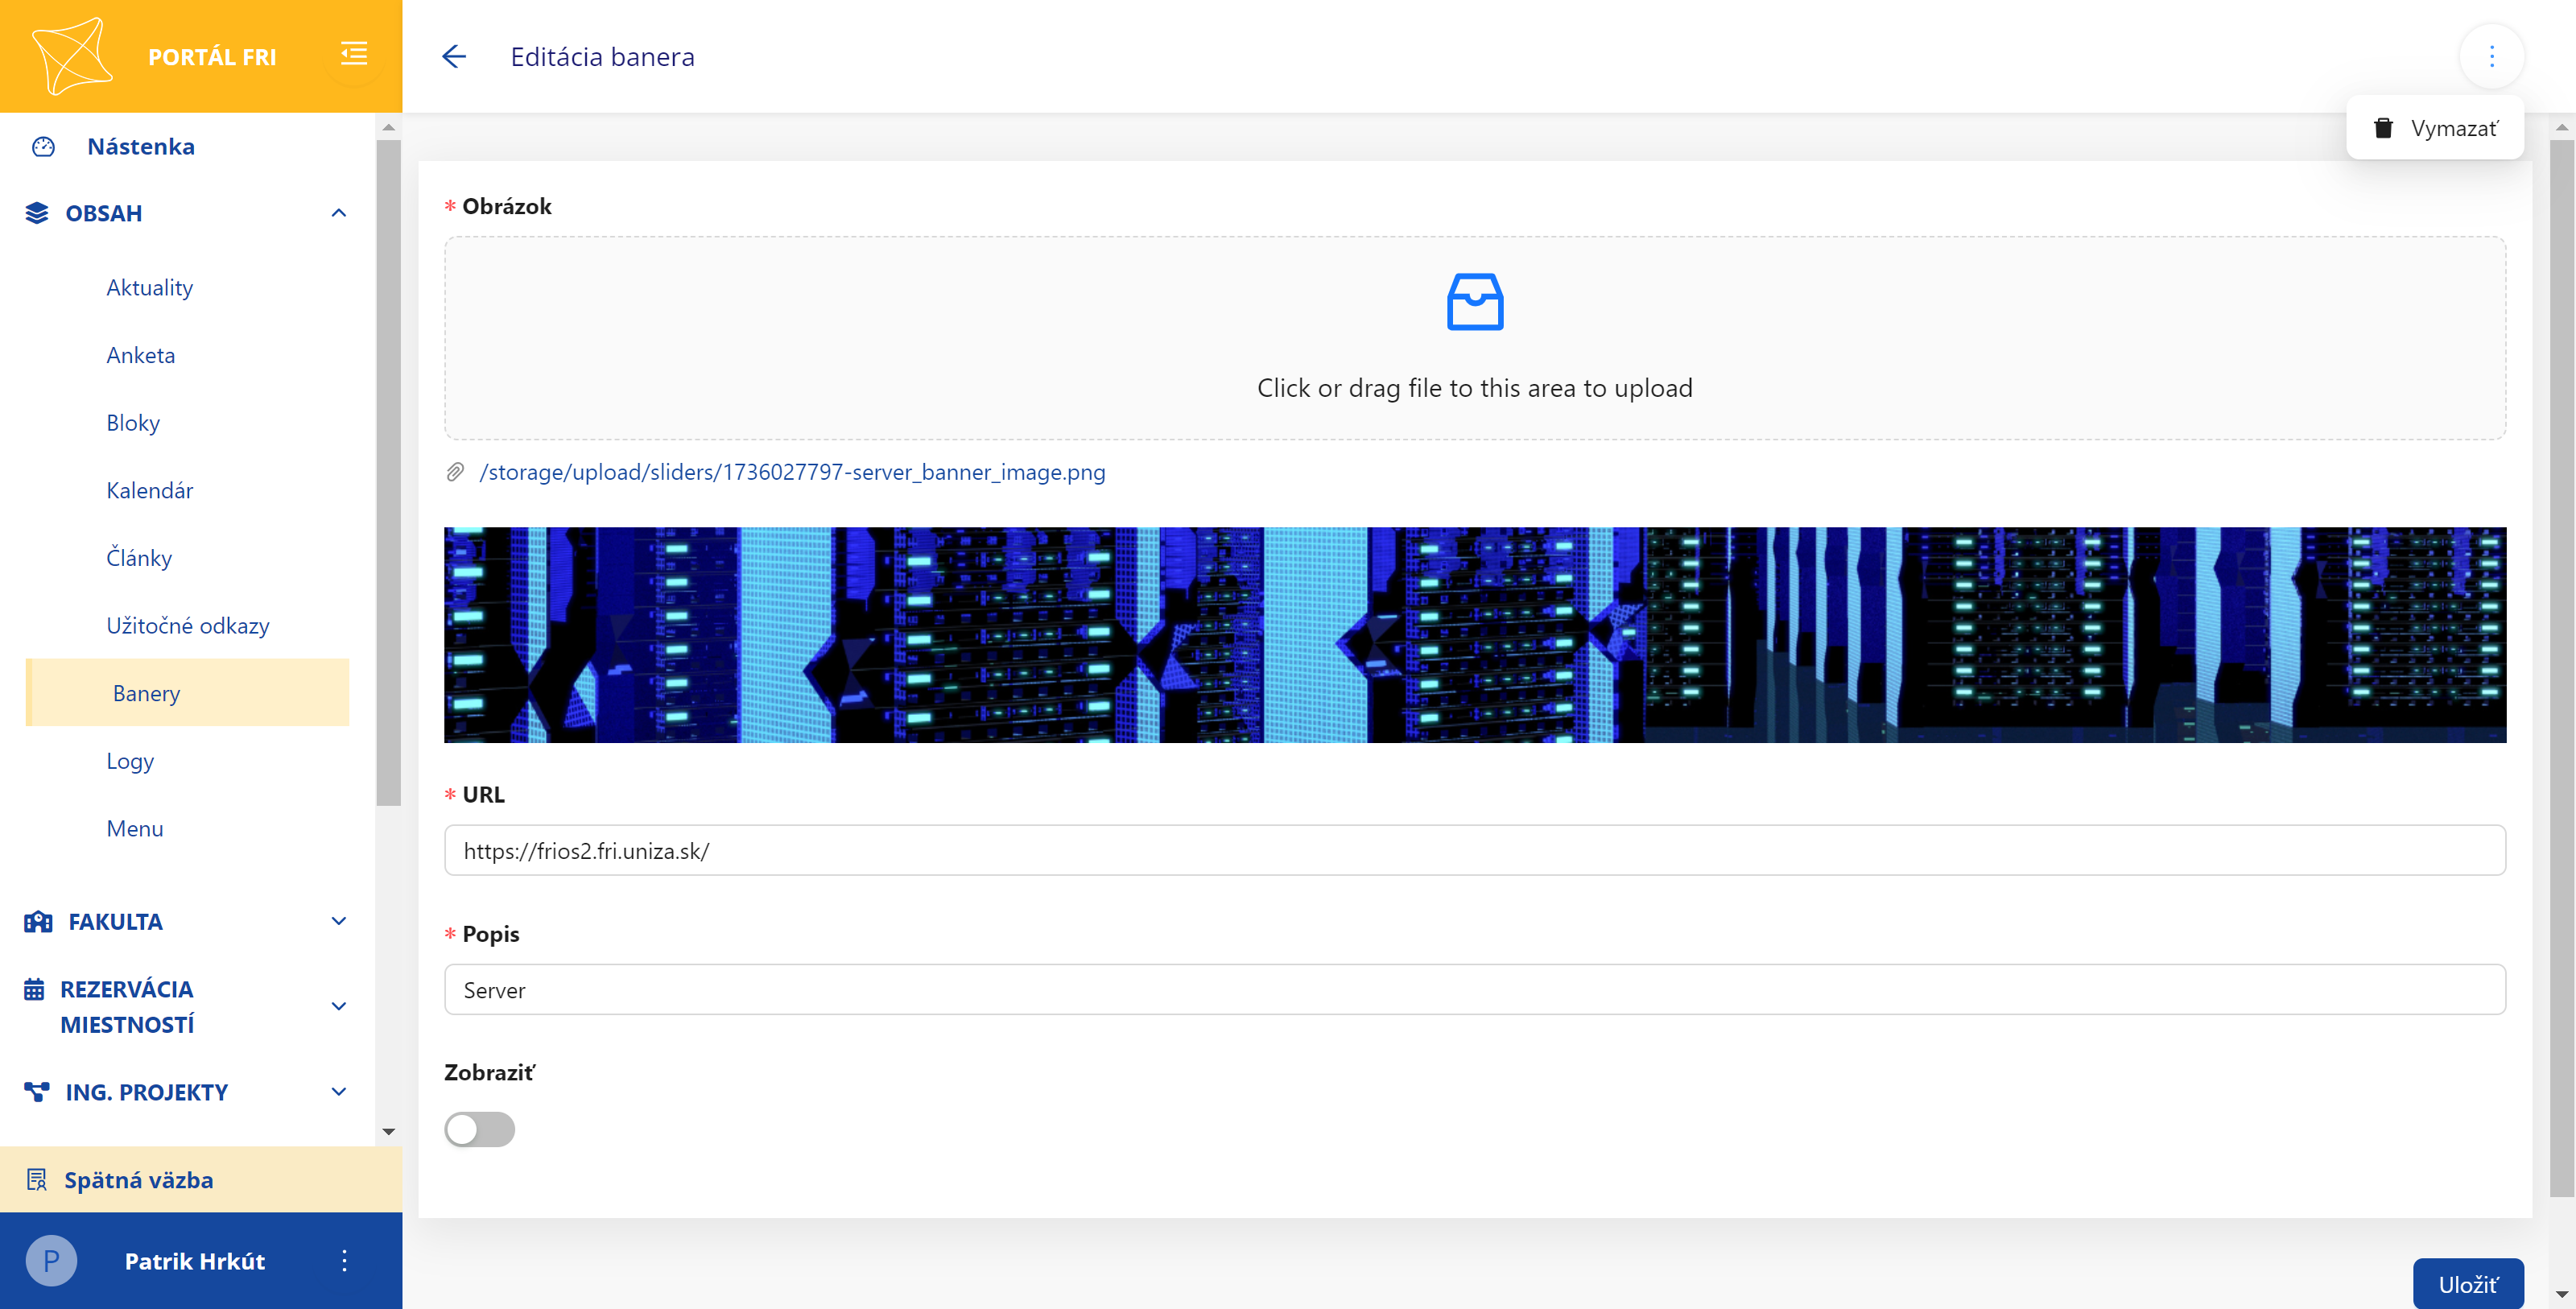 PORTÁL FRI
Nástenka
OBSAH
Aktuality
Anketa
Bloky
Kalendár
Články
Užitočné odkazy
Banery
Logy
Menu
FAKULTA
REZERVÁCIA
MIESTNOSTÍ
ING. PROJEKTY
Spätná väzba
P
Patrik Hrkút
Editácia banera
Vymazať
* Obrázok
Click or drag file to this area to upload
/storage/upload/sliders/1736027797-server_banner_image.png
* URL
https://frios2.fri.uniza.sk/
* Popis
Server
Zobraziť
Uložiť